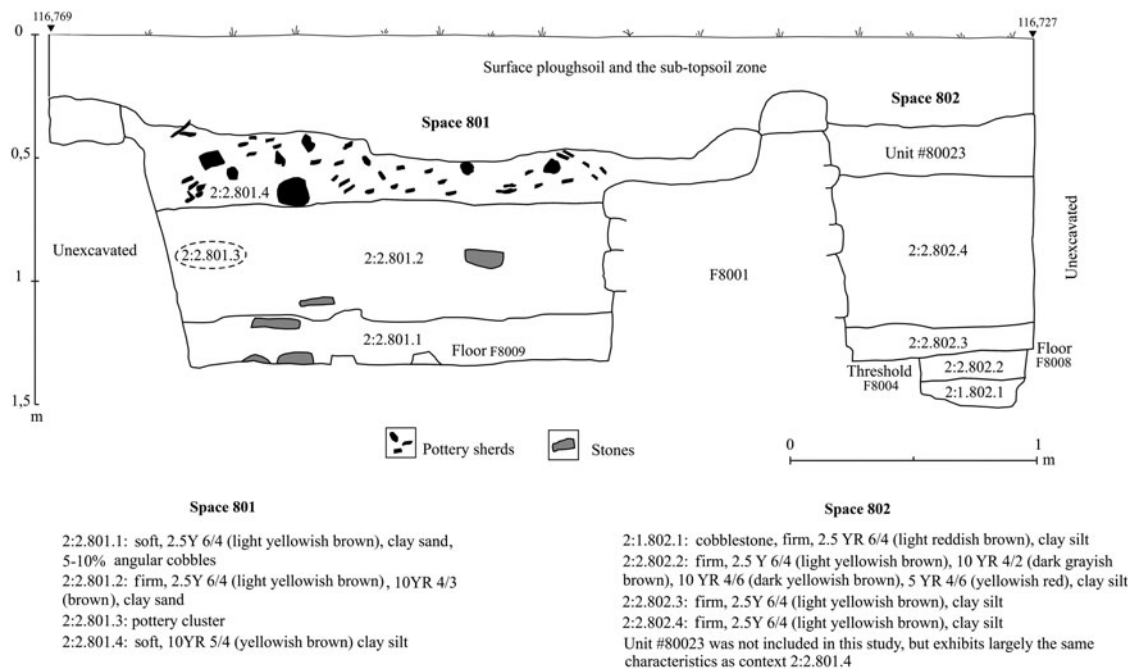 116,769
116,727
0
Surface ploughsoil and the sub-topsoil zone
Space 801
Space 802
0,5
Unit #80023
2:2.801.4
Unexcavated
2:2.801.3
2:2.801.2
2:2.802.4
Unexcavated
1
F8001
2:2.801.1
Floor F8009
2:2.802.3
Threshold
F8004
2:2.802.2
Floor
F8008
2:1.802.1
1,5
m
Pottery sherds
Stones
0
1
m
Space 801
2:2.801.1: soft, 2.5Y 6/4 (light yellowish brown), clay sand,
5-10% angular cobbles
2:2.801.2: firm, 2.5Y 6/4 (light yellowish brown) , 10YR 4/3
(brown), clay sand
2:2.801.3: pottery cluster
2:2.801.4: soft, 10YR 5/4 (yellowish brown) clay silt
Space 802
2:1.802.1: cobblestone, firm, 2.5 YR 6/4 (light reddish brown), clay silt
2:2.802.2: firm, 2.5 Y 6/4 (light yellowish brown), 10 YR 4/2 (dark grayish
brown), 10 YR 4/6 (dark yellowish brown), 5 YR 4/6 (yellowish red), clay silt
2:2.802.3: firm, 2.5Y 6/4 (light yellowish brown), clay silt
2:2.802.4: firm, 2.5Y 6/4 (light yellowish brown), clay silt
Unit #80023 was not included in this study, but exhibits largely the same
characteristics as context 2:2.801.4